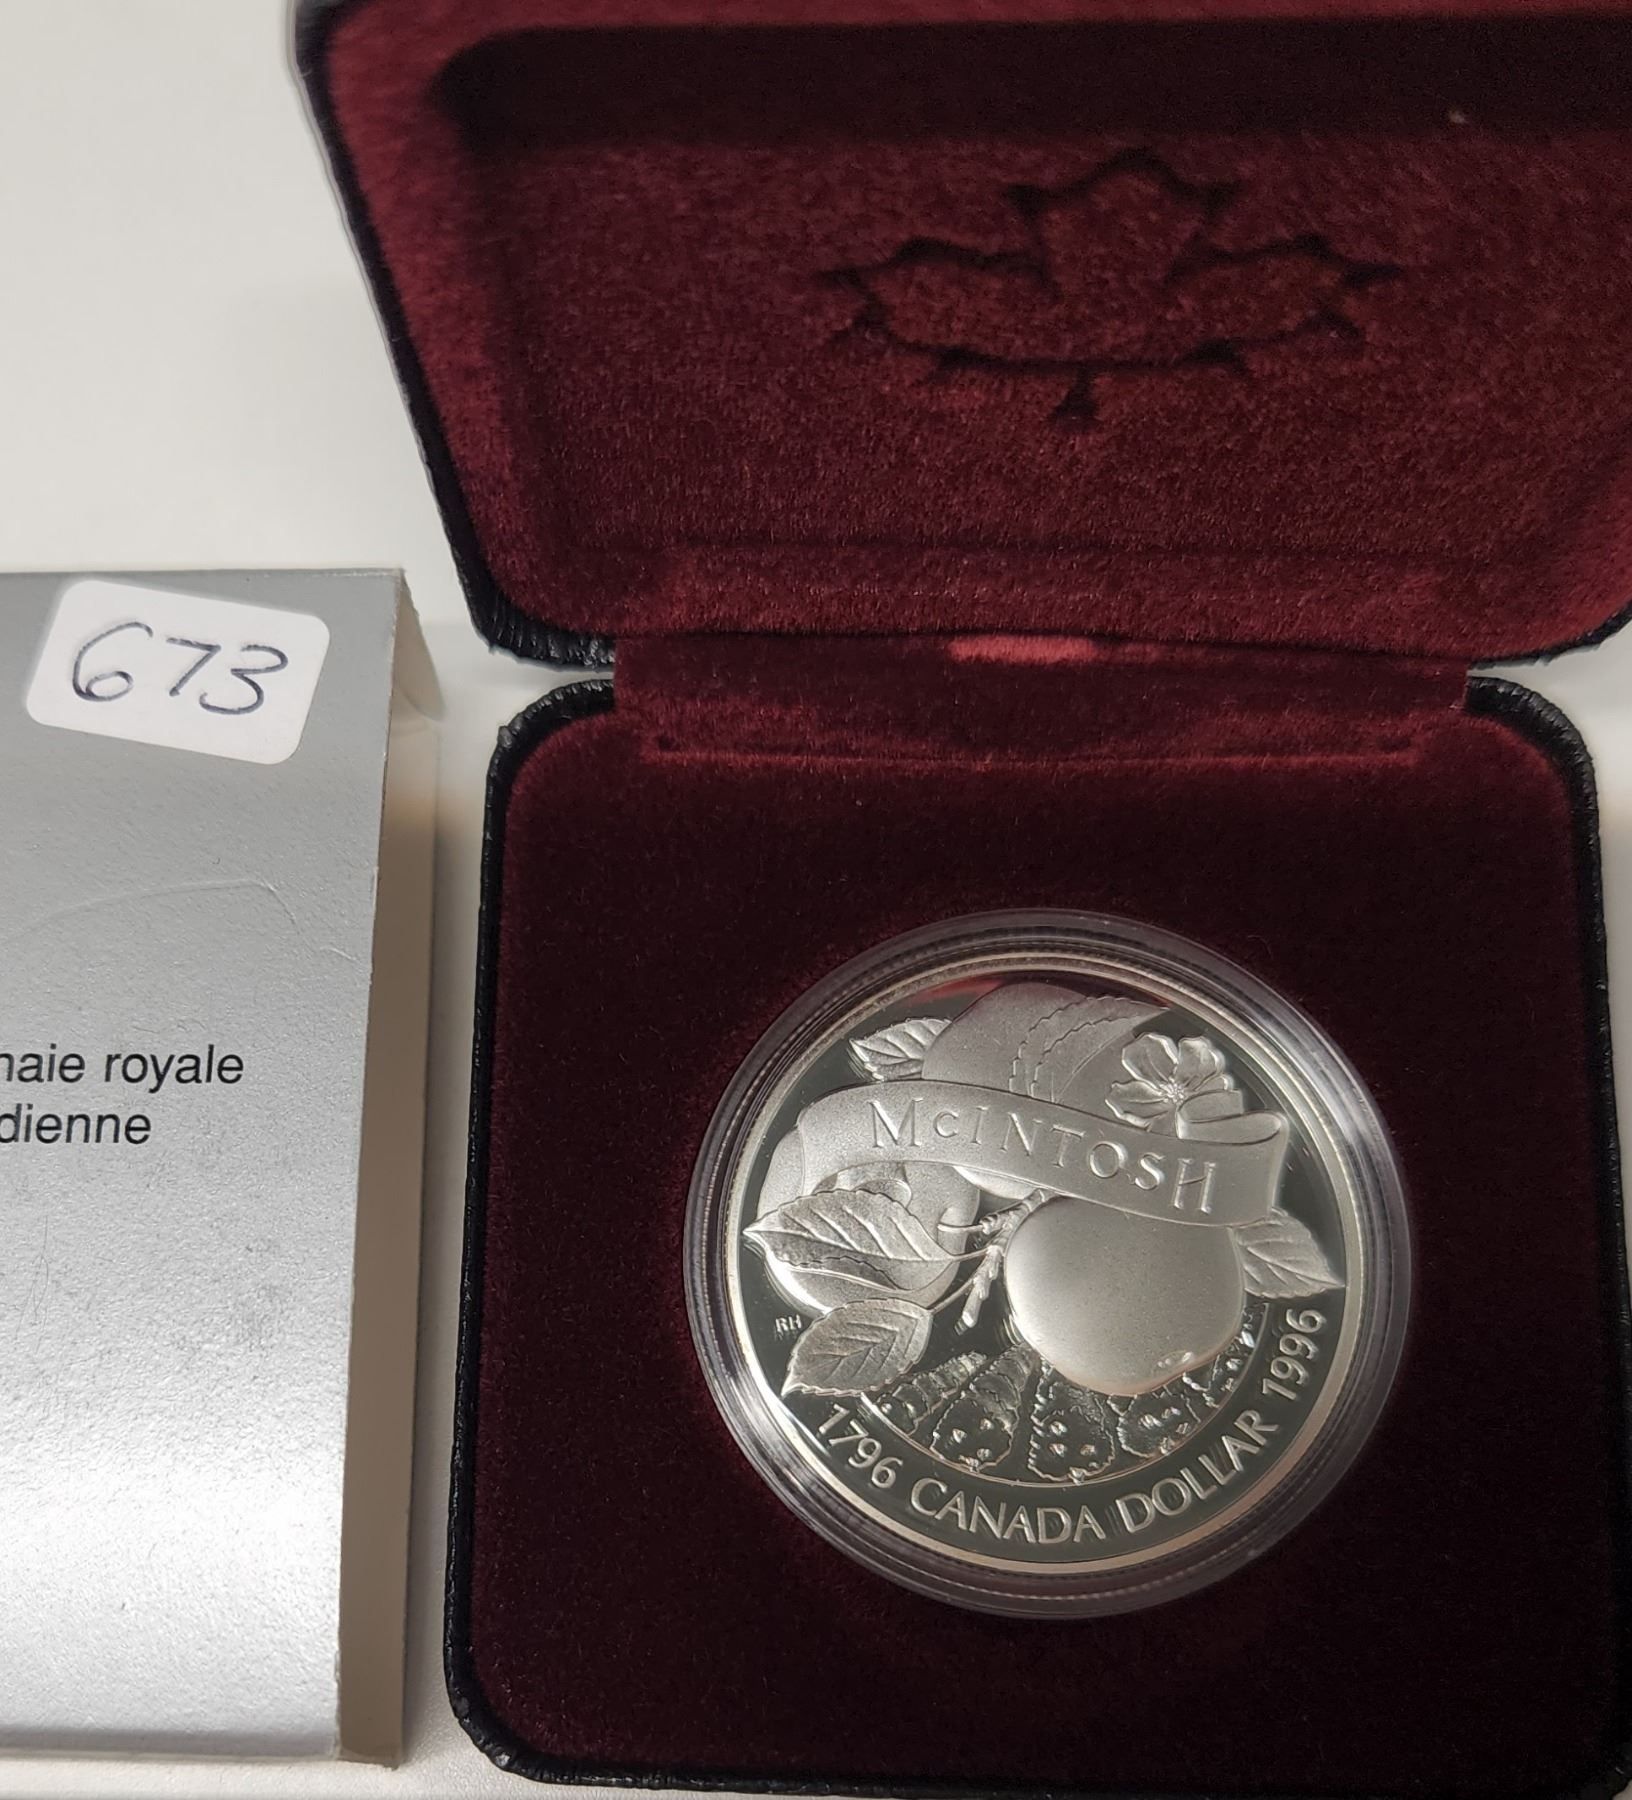 673
naie royale
dienne
McINTOSH
RH
1796 CANADA DOLLAR 1996